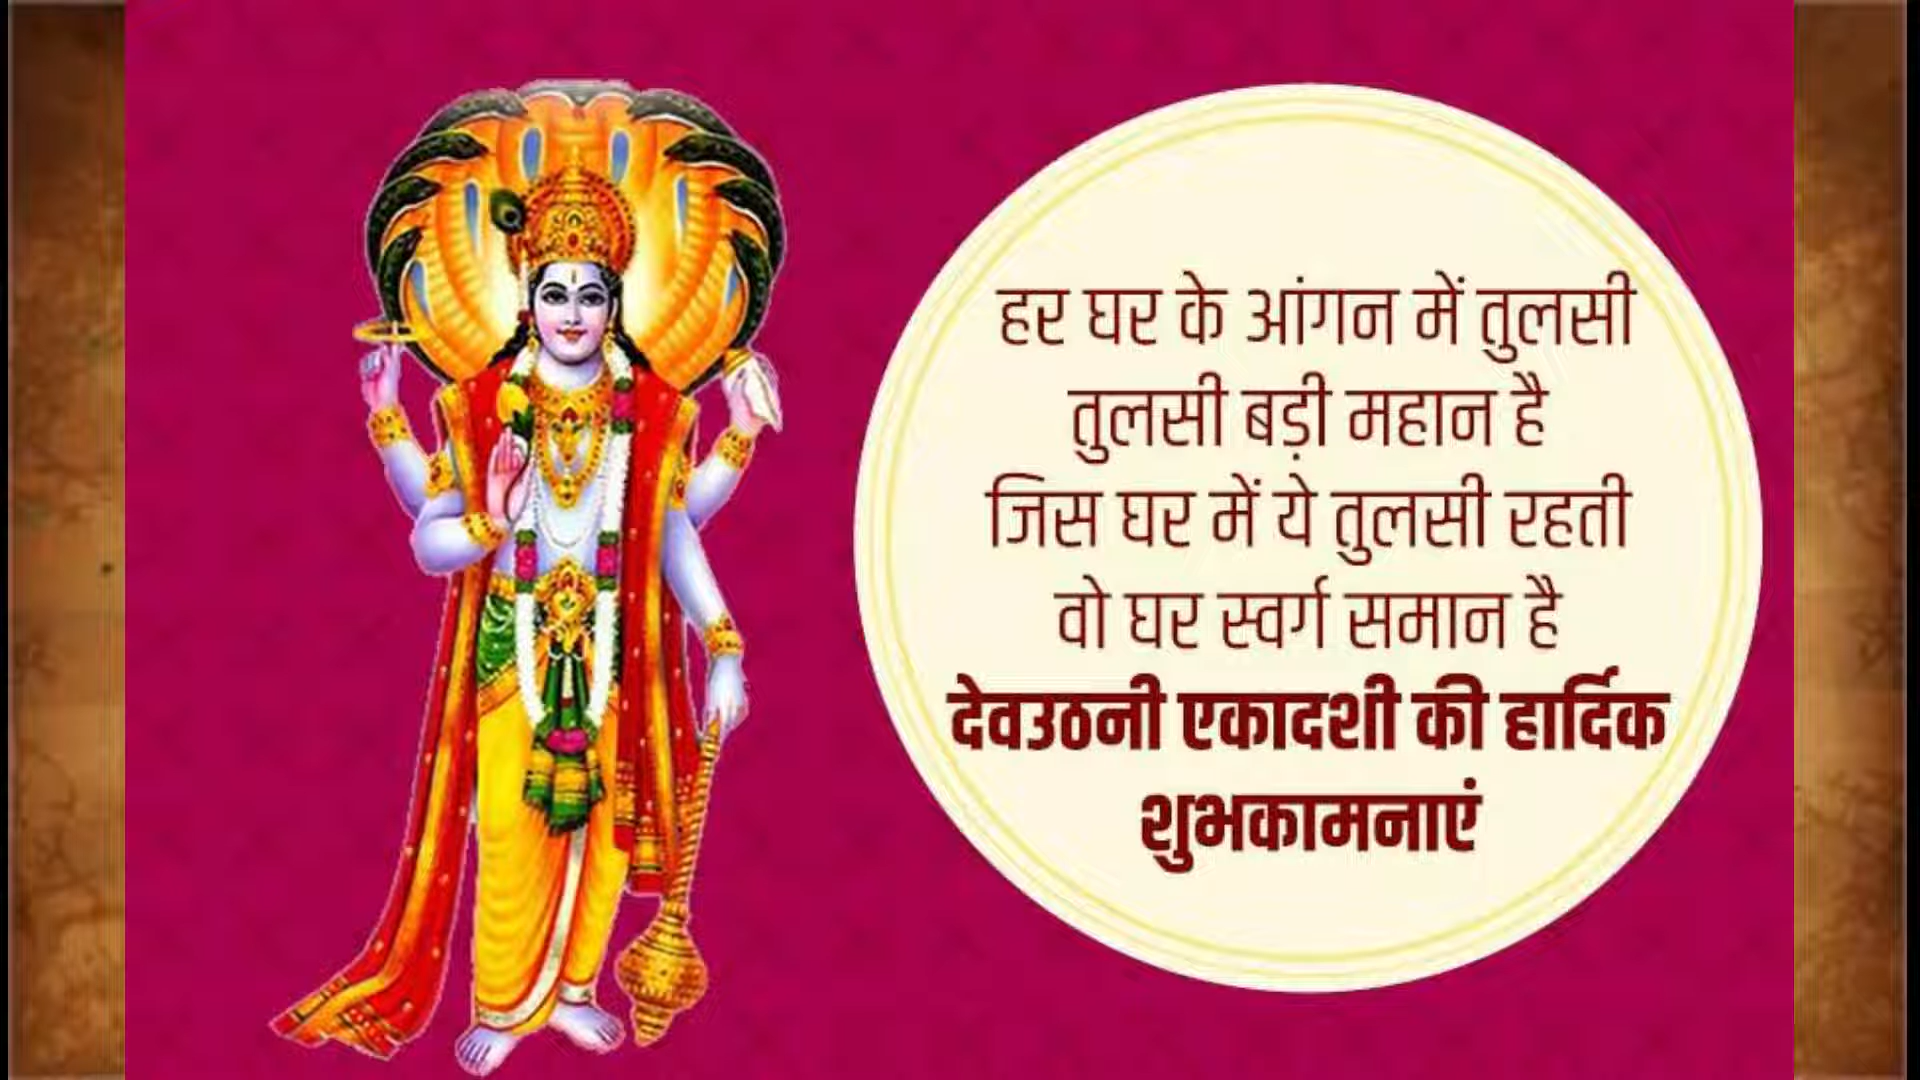 हर घर के आंगन में तुलसी
तुलसी बड़ी महान है
जिस घर में ये तुलसी रहती
वो घर स्वर्ग समान है
देवउठनी एकादशी की हार्दिक
शुभकामनाएं